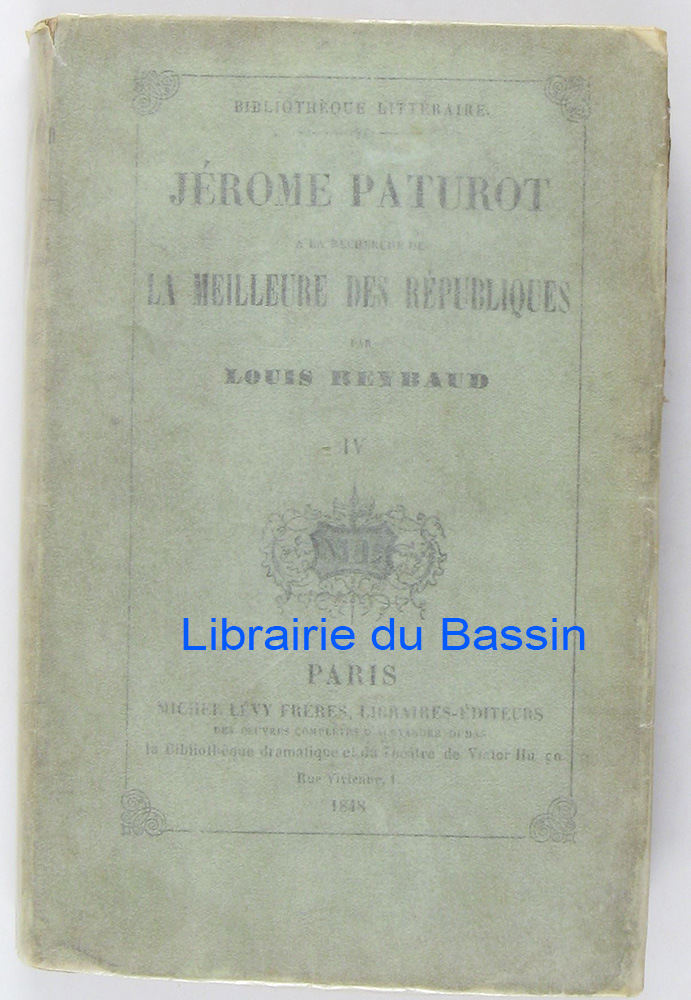 BIBLIOTHÈQUE LITTÉRAIRE.
JÉROME PATUROT
A LA RECHERCHE DE
LA MEILLEURE DES RÉPUBLIQUES
PAR
LOUIS REYBAUD
IV
Librairie du Bassin
PARIS
MICHEL LÉVY FRÈRES, LIBRAIRES-ÉDITEURS
DES OEUVRES COMPLÈTES D'ALEXANDRE DUMAS
la Bibliothèque dramatique et du Théâtre de Victor Hugo
Rue Vivienne, 1.
1848